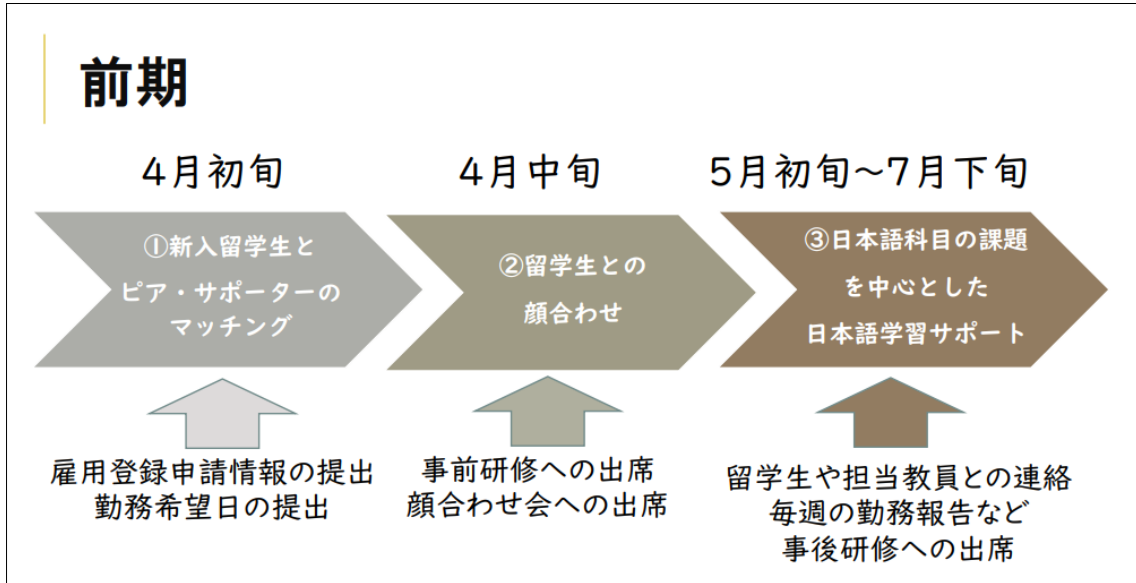 前期
4月初旬
4月中旬
5月初旬～7月下旬
①新入留学生と
ピア・サポーターの
マッチング
②留学生との
顔合わせ
③日本語科目の課題
を中心とした
日本語学習サポート
雇用登録申請情報の提出
勤務希望日の提出
事前研修への出席
顔合わせ会への出席
留学生や担当教員との連絡
毎週の勤務報告など
事後研修への出席